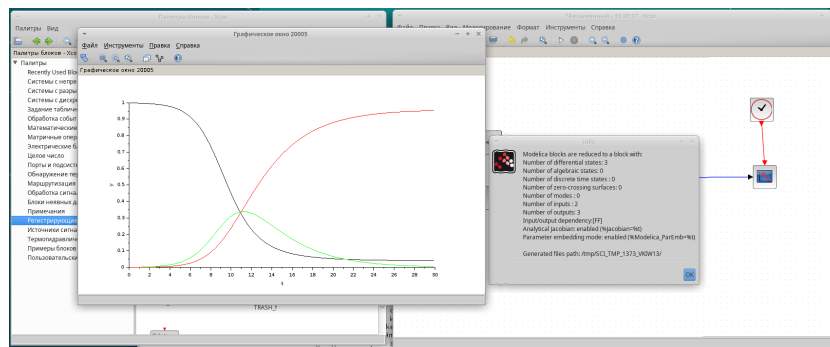 Палитры блоков - Xcos
Палитры Вид
Палитры блоков - Xco
Палитры
Recently Used Blo
Системы с непре
Системы с разры
Системы с дискр
Задание табличн
Обработка событ
Математические
Матричные опер
Электрические б
Целое число
Порты и подсист
Обнаружение пе
Маршрутизация
Обработка сигна
Блоки неявных д
Примечания
Регистрирующие
Источники сигна
Термогидравличе
Примеры блоков
Пользовательски
TRASH_f
Графическое окно 20005
Файл Инструменты Правка Справка
Графическое окно 20005
1
0.9
0.8
0.7
0.6
0.5
0.4
0.3
0.2
0.1
0
y
0 2 4 6 8 10 12 14 16 18 20 22 24 26 28 30
t
Файл Правка Вид Моделирование Формат Инструменты Справка
Info
Modelica blocks are reduced to a block with:
Number of differential states: 3
Number of algebraic states: 0
Number of discrete time states : 0
Number of zero-crossing surfaces: 0
Number of modes : 0
Number of inputs : 2
Number of outputs: 3
Input/output dependency:[FF]
Analytical Jacobian: enabled (%Jacobian=%t)
Parameter embedding mode: enabled (%Modelica_ParEmb=%t)
Generated files path: /tmp/SCI_TMP_1373_VKIW13/
OK